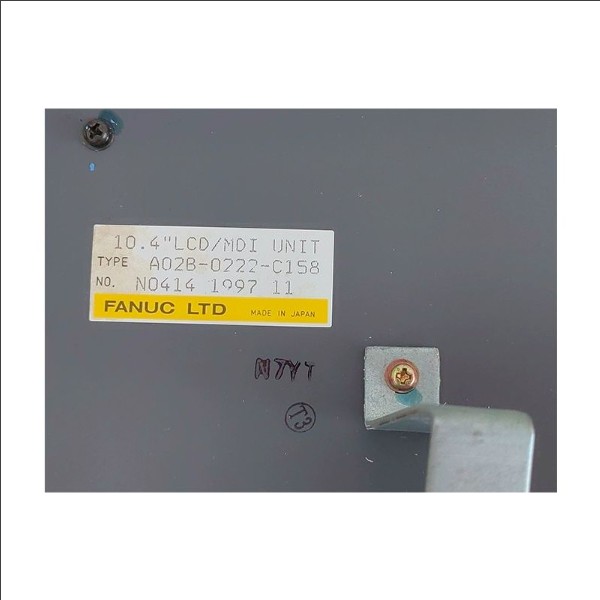 10.4"LCD/MDI UNIT
TYPE A02B-0222-C158
NO. N0414 1997 11
FANUC LTD MADE IN JAPAN
T3